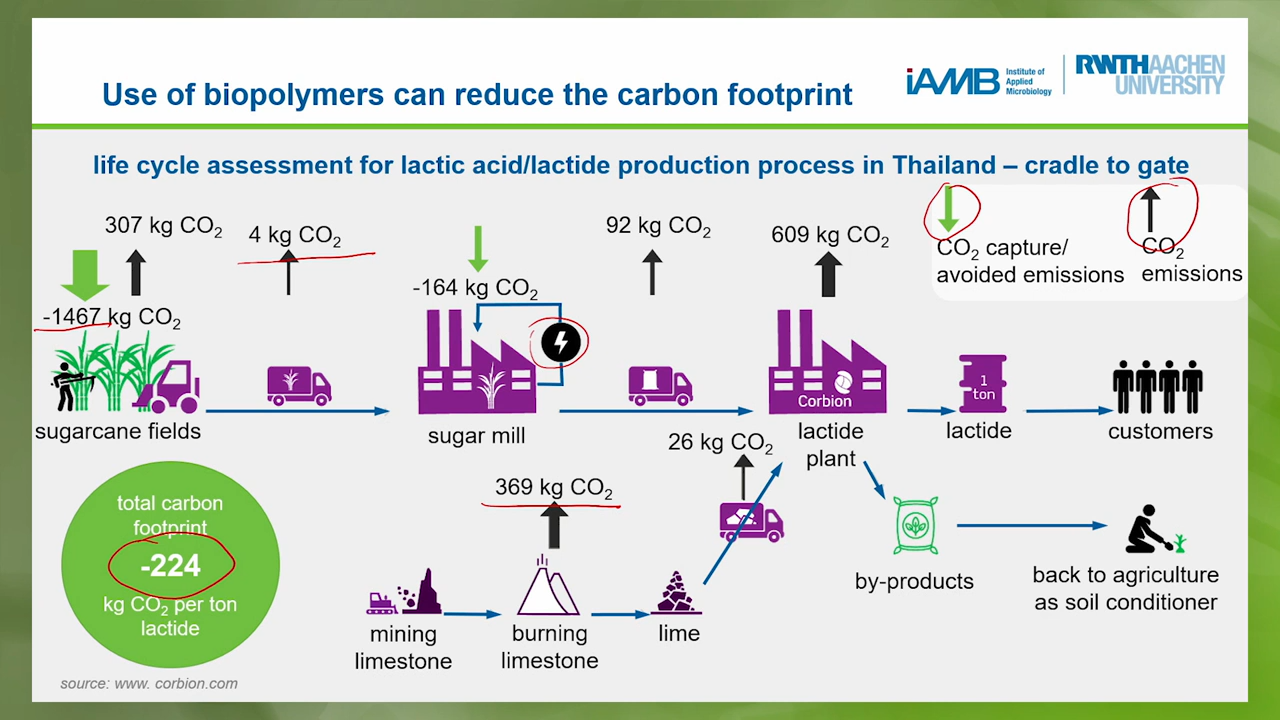 Use of biopolymers can reduce the carbon footprint
iAMB
Institute of
Applied
Microbiology
RWTHAACHEN
UNIVERSITY
life cycle assessment for lactic acid/lactide production process in Thailand – cradle to gate
307 kg CO₂
4 kg CO₂
92 kg CO₂
609 kg CO₂
CO₂ capture/
avoided emissions
CO₂
emissions
-1467 kg CO₂
-164 kg CO₂
Corbion
1
ton
sugarcane fields
sugar mill
lactide
plant
lactide
customers
26 kg CO₂
369 kg CO₂
total carbon
footprint
-224
kg CO₂ per ton
lactide
mining
limestone
burning
limestone
lime
by-products
back to agriculture
as soil conditioner
source: www. corbion.com